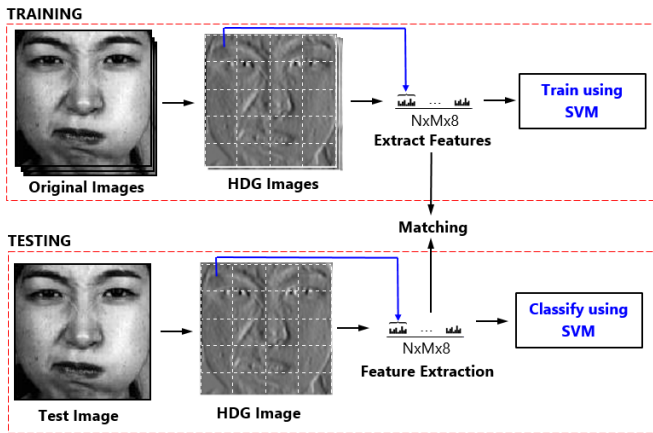 TRAINING
Original Images
HDG Images
...
NxMx8
Extract Features
Train using
SVM
Matching
TESTING
Test Image
HDG Image
...
NxMx8
Feature Extraction
Classify using
SVM